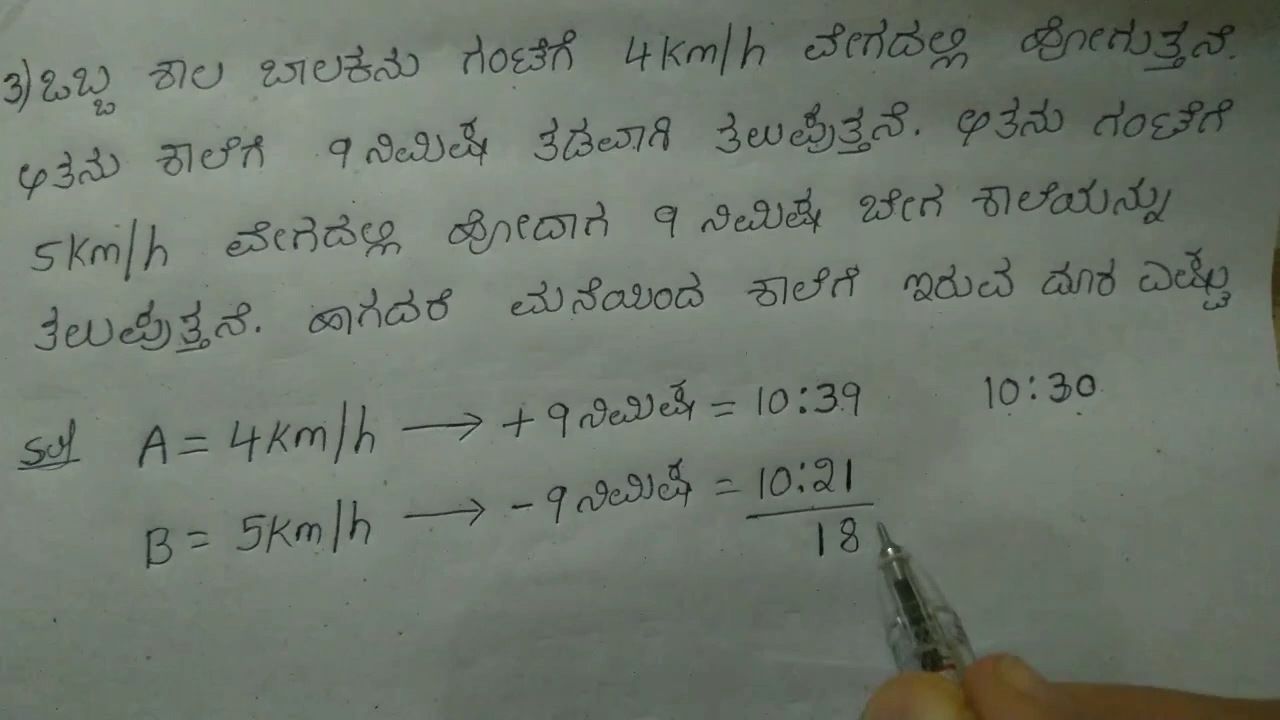 3) ಒಬ್ಬ ಶಾಲ ಬಾಲಕನು ಗಂಟೆಗೆ 4km/h ವೇಗದಲ್ಲಿ ಹೋಗುತ್ತನೆ.
ಆತನು ಶಾಲೆಗೆ 9 ನಿಮಿಷ ತಡವಾಗಿ ತಲುಪುತ್ತನೆ. ಆತನು ಗಂಟೆಗೆ
5km/h ವೇಗದಲ್ಲಿ ಹೋದಾಗ 9 ನಿಮಿಷ ಬೇಗ ಶಾಲೆಯನ್ನು
ತಲುಪುತ್ತನೆ. ಹಾಗದರೆ ಮನೆಯಿಂದ ಶಾಲೆಗೆ ಇರುವ ದೂರ ಎಷ್ಟು
Sol A = 4km/h → +9 ನಿಮಿಷ = 10:39 10:30
B = 5km/h → -9 ನಿಮಿಷ = 10:21
18